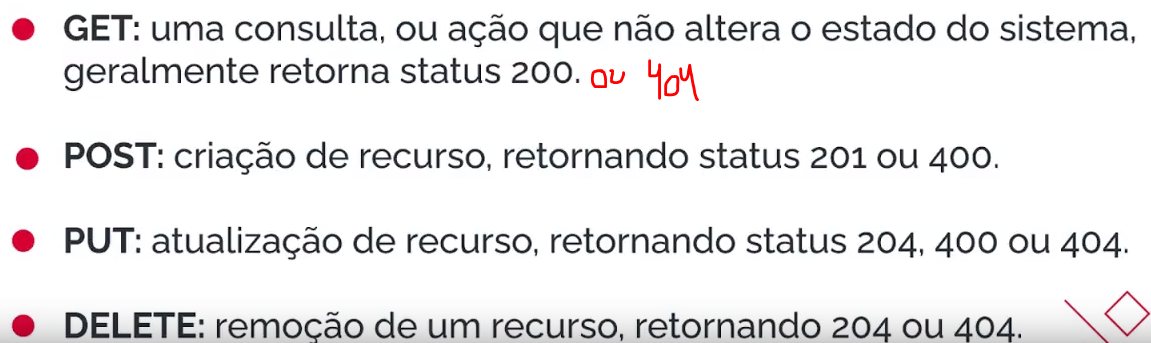 GET: uma consulta, ou ação que não altera o estado do sistema,
geralmente retorna status 200. ou 404
POST: criação de recurso, retornando status 201 ou 400.
PUT: atualização de recurso, retornando status 204, 400 ou 404.
DELETE: remoção de um recurso, retornando 204 ou 404.